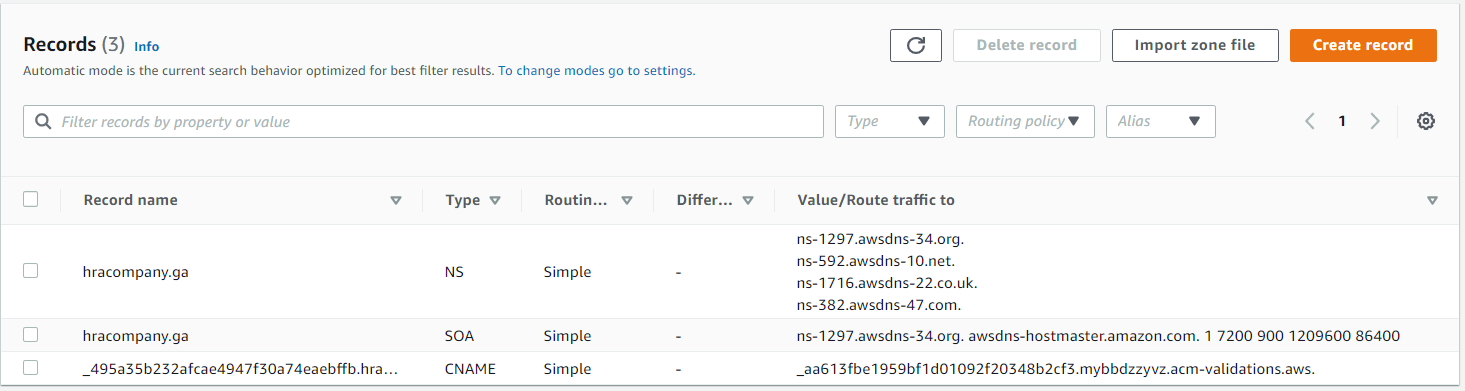 Records (3) Info
Delete record
Import zone file
Create record
Automatic mode is the current search behavior optimized for best filter results. To change modes go to settings.
Filter records by property or value
Type
Routing policy
Alias
1
Record name Type Routin... Differ... Value/Route traffic to
ns-1297.awsdns-34.org.
ns-592.awsdns-10.net.
hracompany.ga NS Simple -
ns-1716.awsdns-22.co.uk.
ns-382.awsdns-47.com.
hracompany.ga SOA Simple - ns-1297.awsdns-34.org. awsdns-hostmaster.amazon.com. 1 7200 900 1209600 86400
_495a35b232afcae4947f30a74eaebffb.hra... CNAME Simple - _aa613fbe1959bf1d01092f20348b2cf3.mybbdzzyvz.acm-validations.aws.